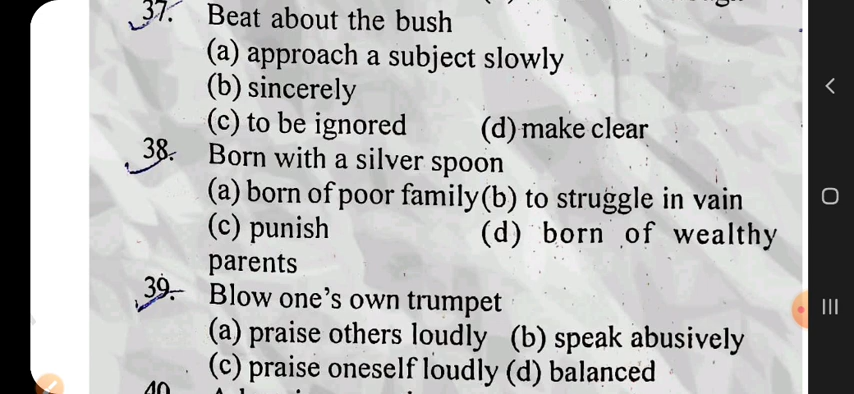 37. Beat about the bush
(a) approach a subject slowly
(b) sincerely
(c) to be ignored (d) make clear
38. Born with a silver spoon
(a) born of poor family (b) to struggle in vain
(c) punish (d) born of wealthy
parents
39. Blow one's own trumpet
(a) praise others loudly (b) speak abusively
(c) praise oneself loudly (d) balanced
40.